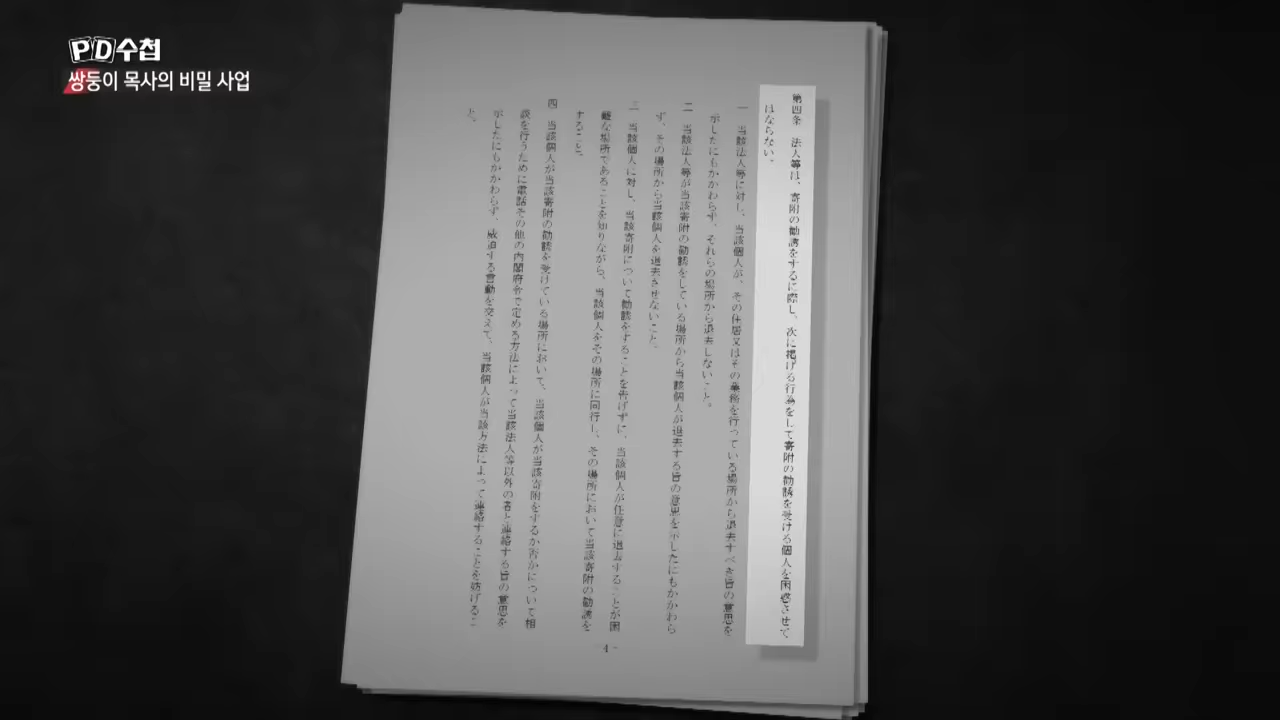 PD수첩
쌍둥이 목사의 비밀 사업
第四条　法人等は、寄附の勧誘をするに際し、次に掲げる行為をして寄附の勧誘を受ける個人を困惑させて
はならない。
一　当該法人等に対し、当該個人が、その住居又はその業務を行っている場所から退去すべき旨の意思を
示したにもかかわらず、それらの場所から退去しないこと。
二　当該法人等が当該寄附の勧誘をしている場所から当該個人が退去する旨の意思を示したにもかかわら
ず、その場所から当該個人を退去させないこと。
三　当該個人に対し、当該寄附について勧誘をすることを告げずに、当該個人が任意に退去することが困
難な場所であることを知りながら、当該個人をその場所に同行し、その場所において当該寄附の勧誘を
すること。
四　当該個人が当該寄附の勧誘を受けている場所において、当該個人が当該寄附をするか否かについて相
談を行うために電話その他の内閣府令で定める方法によって当該法人等以外の者と連絡する旨の意思を
示したにもかかわらず、威迫する言動を交えて、当該個人が当該方法によって連絡することを妨げるこ
と。
- 4 -